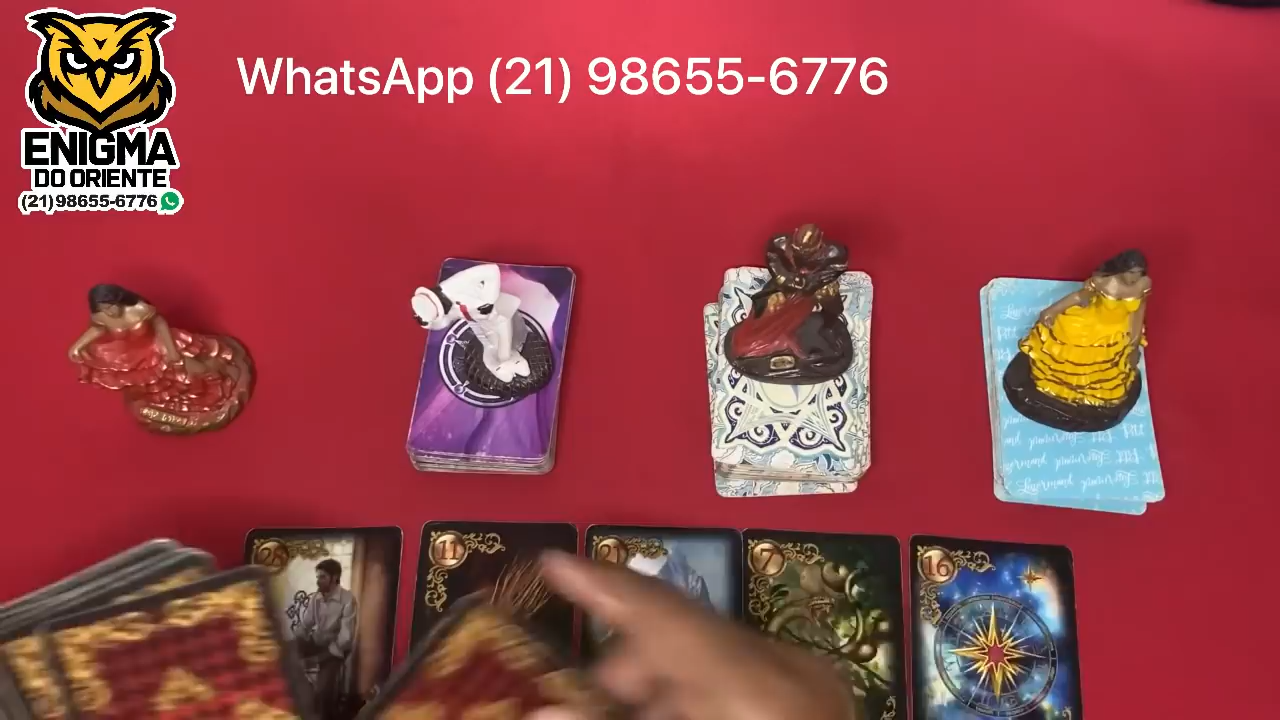 WhatsApp (21) 98655-6776
ENIGMA
DO ORIENTE
(21)98655-6776
28
11
21
7
16